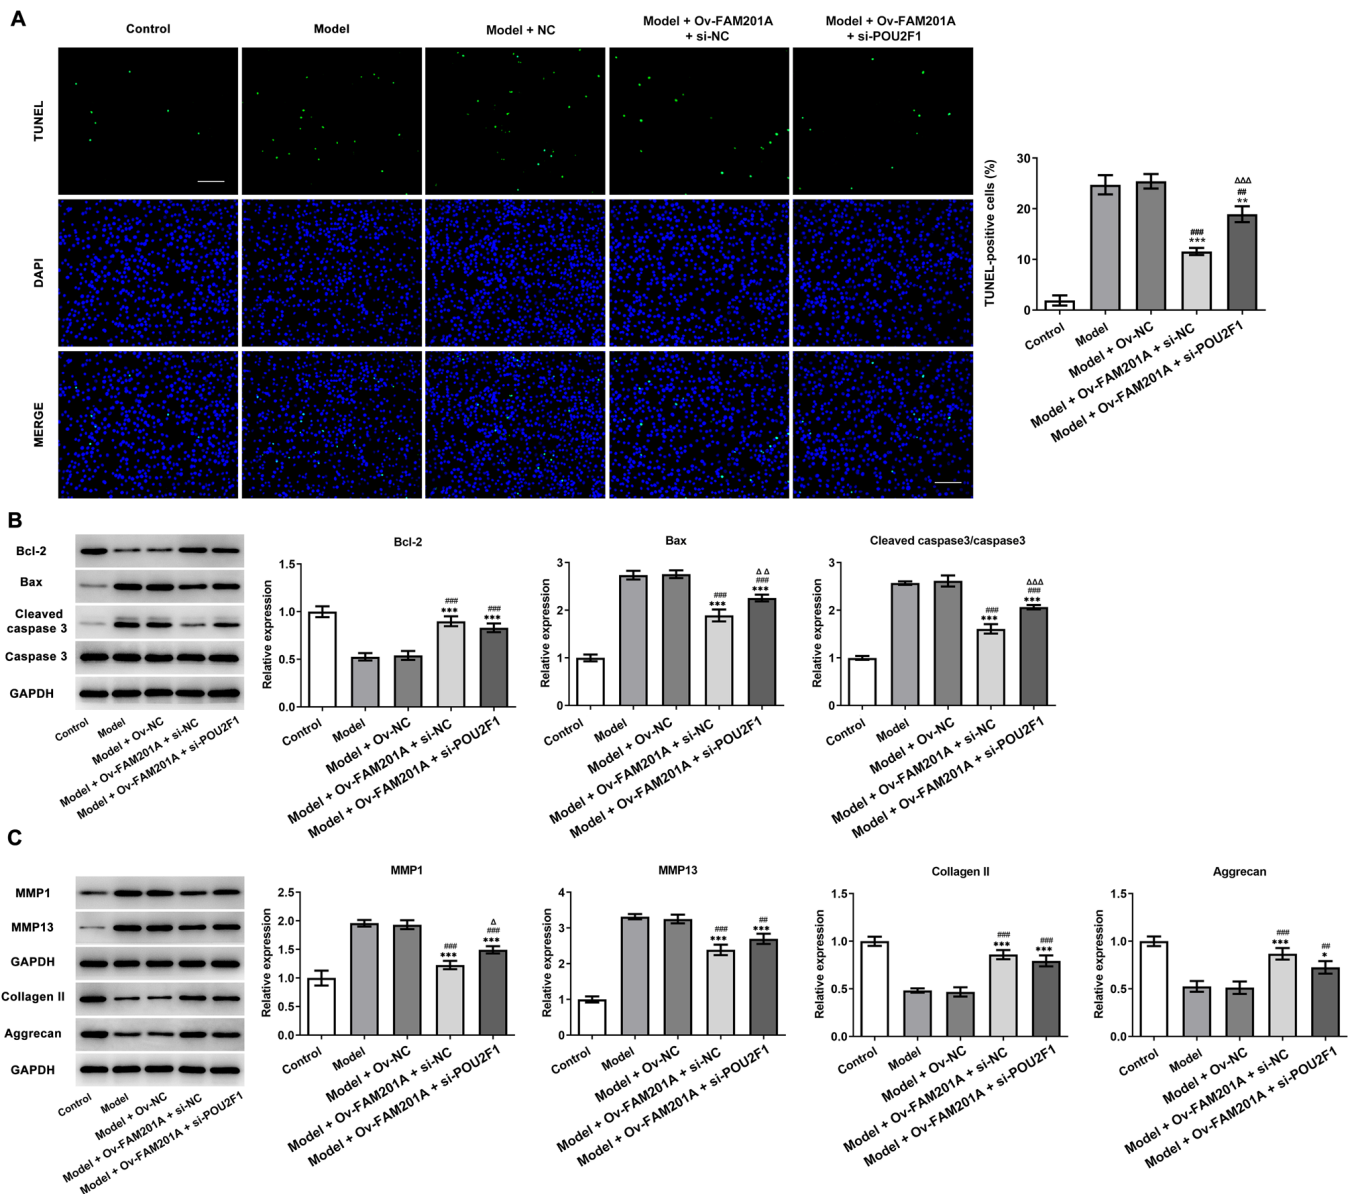 A
Control
Model
Model + NC
Model + Ov-FAM201A
+ si-NC
Model + Ov-FAM201A
+ si-POU2F1
TUNEL
DAPI
MERGE
TUNEL-positive cells (%)
30
20
10
0
###
***
ΔΔΔ
##
**
Control
Model
Model + Ov-NC
Model + Ov-FAM201A + si-NC
Model + Ov-FAM201A + si-POU2F1
B
Bcl-2
Bax
Cleaved
caspase 3
Caspase 3
GAPDH
Control
Model
Model + Ov-NC
Model + Ov-FAM201A + si-NC
Model + Ov-FAM201A + si-POU2F1
Bcl-2
Relative expression
1.5
1.0
0.5
0.0
###
***
###
***
Control
Model
Model + Ov-NC
Model + Ov-FAM201A + si-NC
Model + Ov-FAM201A + si-POU2F1
Bax
Relative expression
3
2
1
0
###
***
Δ Δ
###
***
Control
Model
Model + Ov-NC
Model + Ov-FAM201A + si-NC
Model + Ov-FAM201A + si-POU2F1
Cleaved caspase3/caspase3
Relative expression
3
2
1
0
###
***
ΔΔΔ
###
***
Control
Model
Model + Ov-NC
Model + Ov-FAM201A + si-NC
Model + Ov-FAM201A + si-POU2F1
C
MMP1
MMP13
GAPDH
Collagen II
Aggrecan
GAPDH
Control
Model
Model + Ov-NC
Model + Ov-FAM201A + si-NC
Model + Ov-FAM201A + si-POU2F1
MMP1
Relative expression
2.5
2.0
1.5
1.0
0.5
0.0
###
***
Δ
###
***
Control
Model
Model + Ov-NC
Model + Ov-FAM201A + si-NC
Model + Ov-FAM201A + si-POU2F1
MMP13
Relative expression
4
3
2
1
0
###
***
##
***
Control
Model
Model + Ov-NC
Model + Ov-FAM201A + si-NC
Model + Ov-FAM201A + si-POU2F1
Collagen II
Relative expression
1.5
1.0
0.5
0.0
###
***
###
***
Control
Model
Model + Ov-NC
Model + Ov-FAM201A + si-NC
Model + Ov-FAM201A + si-POU2F1
Aggrecan
Relative expression
1.5
1.0
0.5
0.0
###
***
##
*
Control
Model
Model + Ov-NC
Model + Ov-FAM201A + si-NC
Model + Ov-FAM201A + si-POU2F1